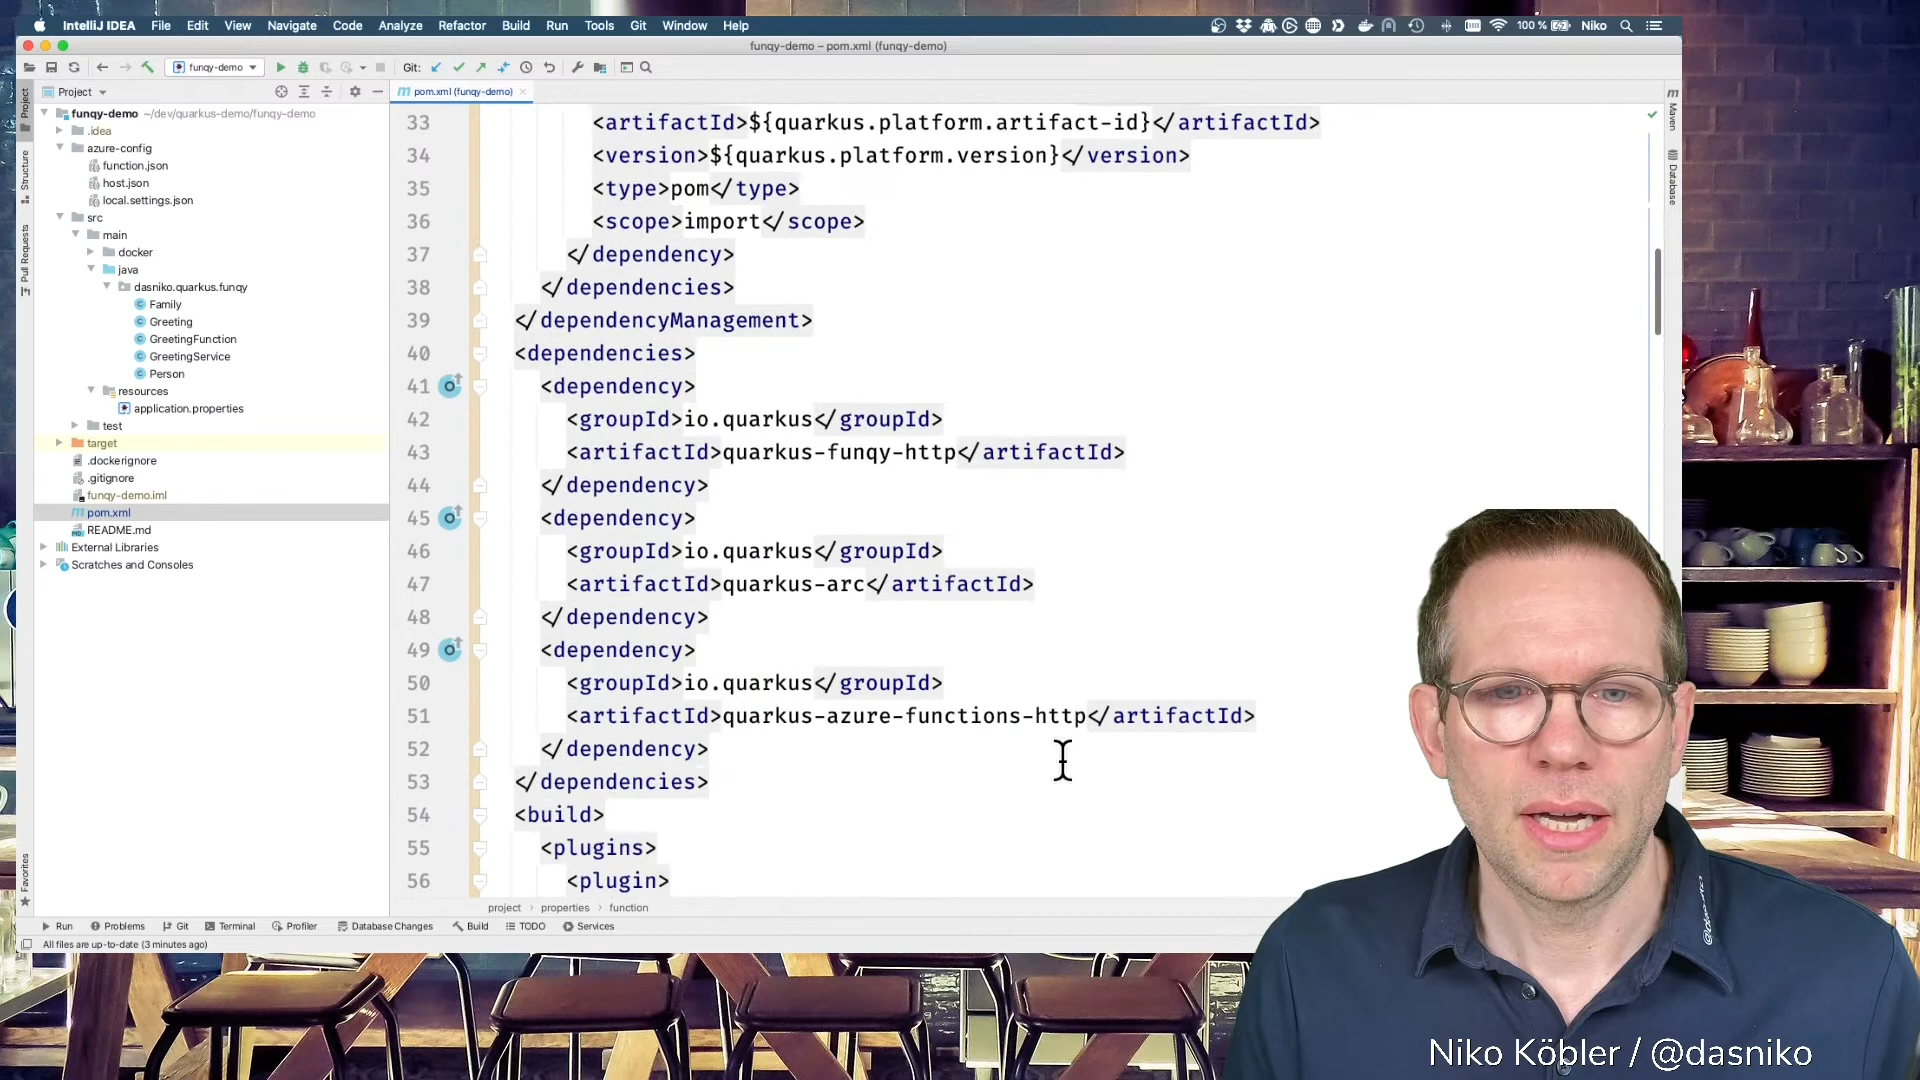 IntelliJ IDEA File Edit View Navigate Code Analyze Refactor Build Run Tools Git Window Help 100 % Niko
funqy-demo – pom.xml (funqy-demo)
funqy-demo Git:
Project
pom.xml (funqy-demo)
funqy-demo ~/dev/quarkus-demo/funqy-demo
.idea
azure-config
function.json
host.json
local.settings.json
src
main
docker
java
dasniko.quarkus.funqy
Family
Greeting
GreetingFunction
GreetingService
Person
resources
application.properties
test
target
.dockerignore
.gitignore
funqy-demo.iml
pom.xml
README.md
External Libraries
Scratches and Consoles
Project
Structure
Pull Requests
Favorites
33 <artifactId>${quarkus.platform.artifact-id}</artifactId>
34 <version>${quarkus.platform.version}</version>
35 <type>pom</type>
36 <scope>import</scope>
37 </dependency>
38 </dependencies>
39 </dependencyManagement>
40 <dependencies>
41 <dependency>
42 <groupId>io.quarkus</groupId>
43 <artifactId>quarkus-funqy-http</artifactId>
44 </dependency>
45 <dependency>
46 <groupId>io.quarkus</groupId>
47 <artifactId>quarkus-arc</artifactId>
48 </dependency>
49 <dependency>
50 <groupId>io.quarkus</groupId>
51 <artifactId>quarkus-azure-functions-http</artifactId>
52 </dependency>
53 </dependencies>
54 <build>
55 <plugins>
56 <plugin>
Maven
Database
project › properties › function
Run Problems Git Terminal Profiler Database Changes Build TODO Services
All files are up-to-date (3 minutes ago)
@dasniko
Niko Köbler / @dasniko